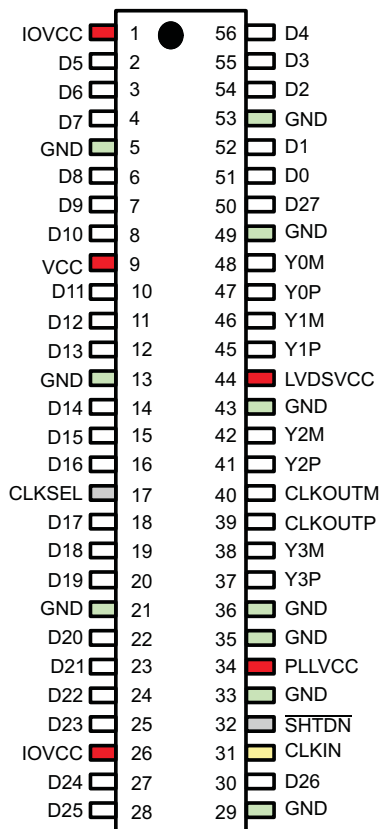 IOVCC 1 56 D4
D5 2 55 D3
D6 3 54 D2
D7 4 53 GND
GND 5 52 D1
D8 6 51 D0
D9 7 50 D27
D10 8 49 GND
VCC 9 48 Y0M
D11 10 47 Y0P
D12 11 46 Y1M
D13 12 45 Y1P
GND 13 44 LVDSVCC
D14 14 43 GND
D15 15 42 Y2M
D16 16 41 Y2P
CLKSEL 17 40 CLKOUTM
D17 18 39 CLKOUTP
D18 19 38 Y3M
D19 20 37 Y3P
GND 21 36 GND
D20 22 35 GND
D21 23 34 PLLVCC
D22 24 33 GND
D23 25 32 SHTDN
IOVCC 26 31 CLKIN
D24 27 30 D26
D25 28 29 GND